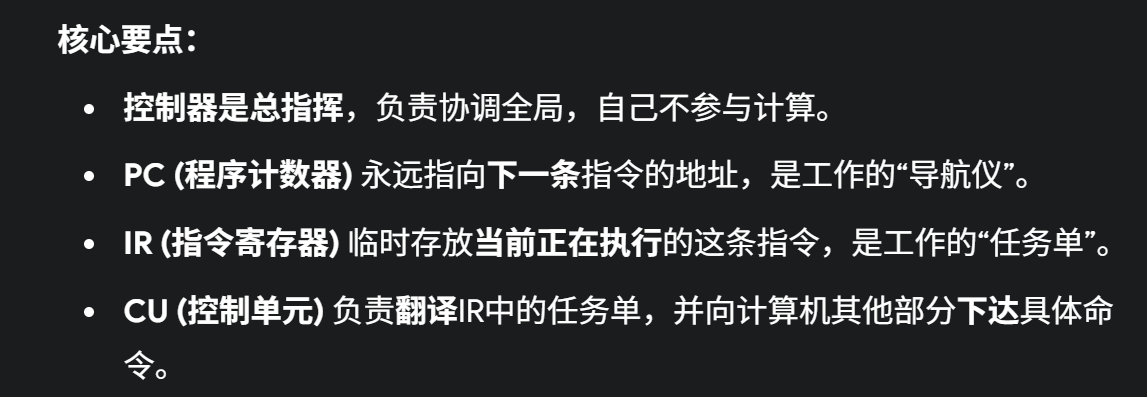 核心要点：
• 控制器是总指挥，负责协调全局，自己不参与计算。
• PC (程序计数器) 永远指向下一条指令的地址，是工作的“导航仪”。
• IR (指令寄存器) 临时存放当前正在执行的这条指令，是工作的“任务单”。
• CU (控制单元) 负责翻译IR中的任务单，并向计算机其他部分下达具体命
令。